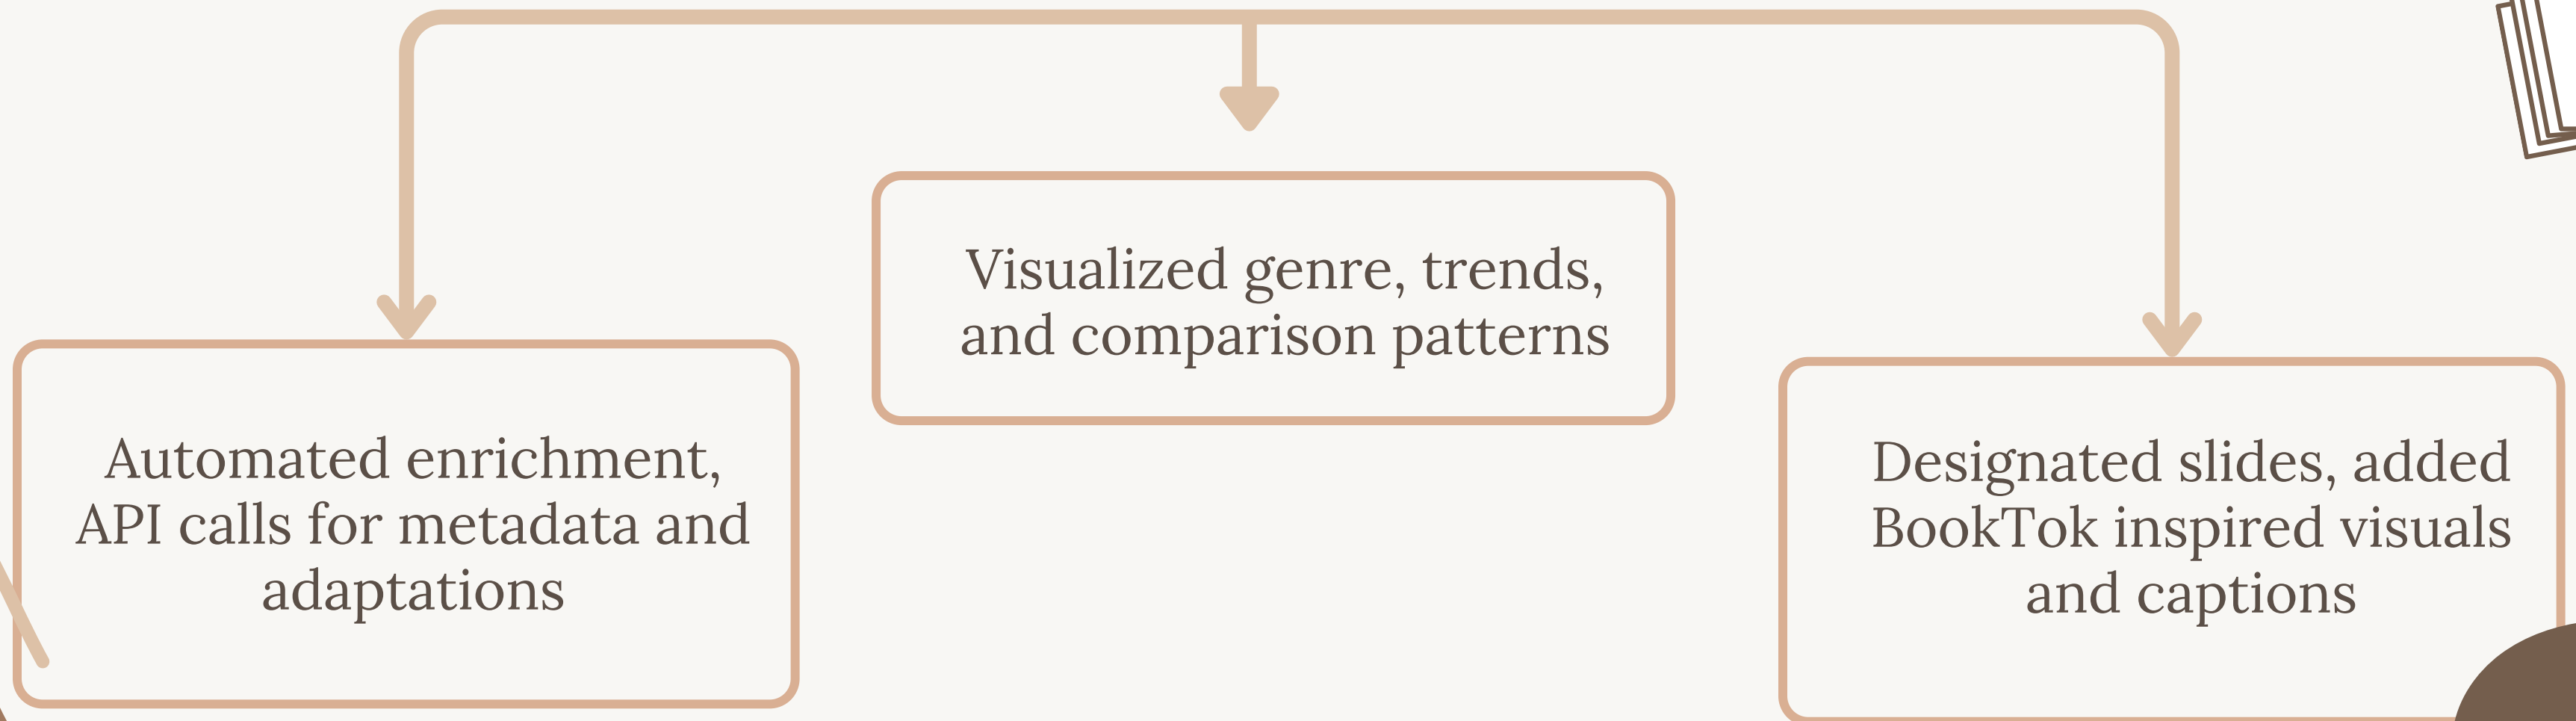 Automated enrichment,
API calls for metadata and
adaptations
Visualized genre, trends,
and comparison patterns
Designated slides, added
BookTok inspired visuals
and captions